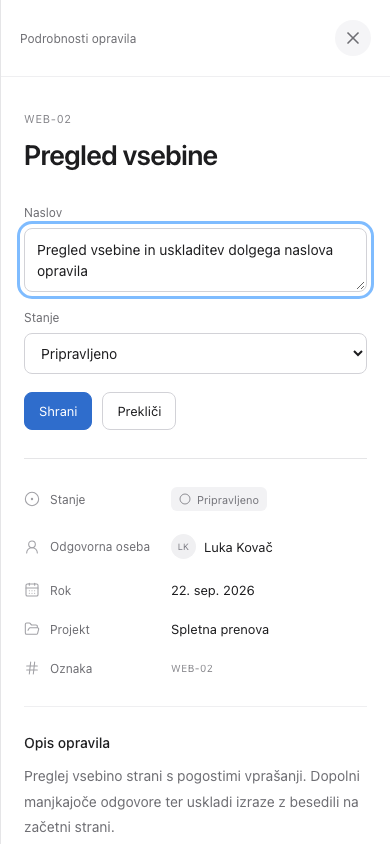 Podrobnosti opravila
WEB-02
Pregled vsebine
Naslov
Pregled vsebine in uskladitev dolgega naslova
opravila
Stanje
Pripravljeno
Shrani
Prekliči
Stanje
Pripravljeno
Odgovorna oseba
LK
Luka Kovač
Rok
22. sep. 2026
Projekt
Spletna prenova
Oznaka
WEB-02
Opis opravila
Preglej vsebino strani s pogostimi vprašanji. Dopolni
manjkajoče odgovore ter uskladi izraze z besedili na
začetni strani.